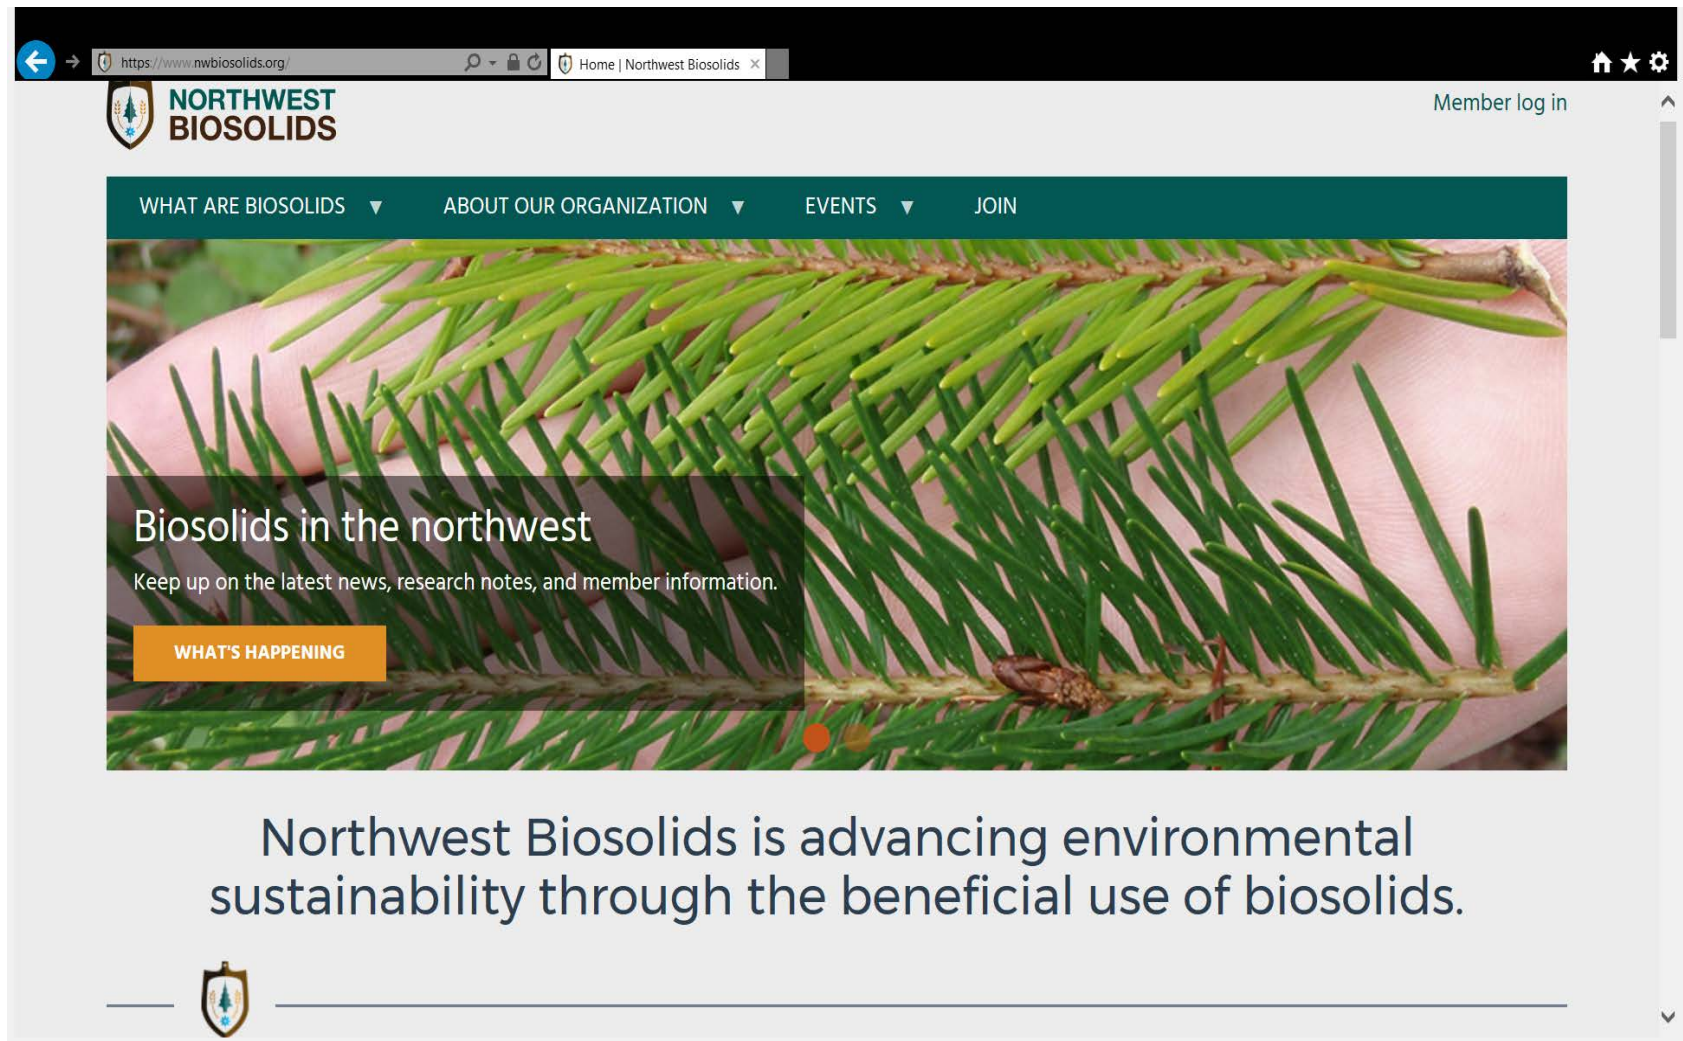 https://www.nwbiosolids.org/
Home | Northwest Biosolids
NORTHWEST
BIOSOLIDS
Member log in
WHAT ARE BIOSOLIDS ▼ ABOUT OUR ORGANIZATION ▼ EVENTS ▼ JOIN
Biosolids in the northwest
Keep up on the latest news, research notes, and member information.
WHAT'S HAPPENING
Northwest Biosolids is advancing environmental
sustainability through the beneficial use of biosolids.